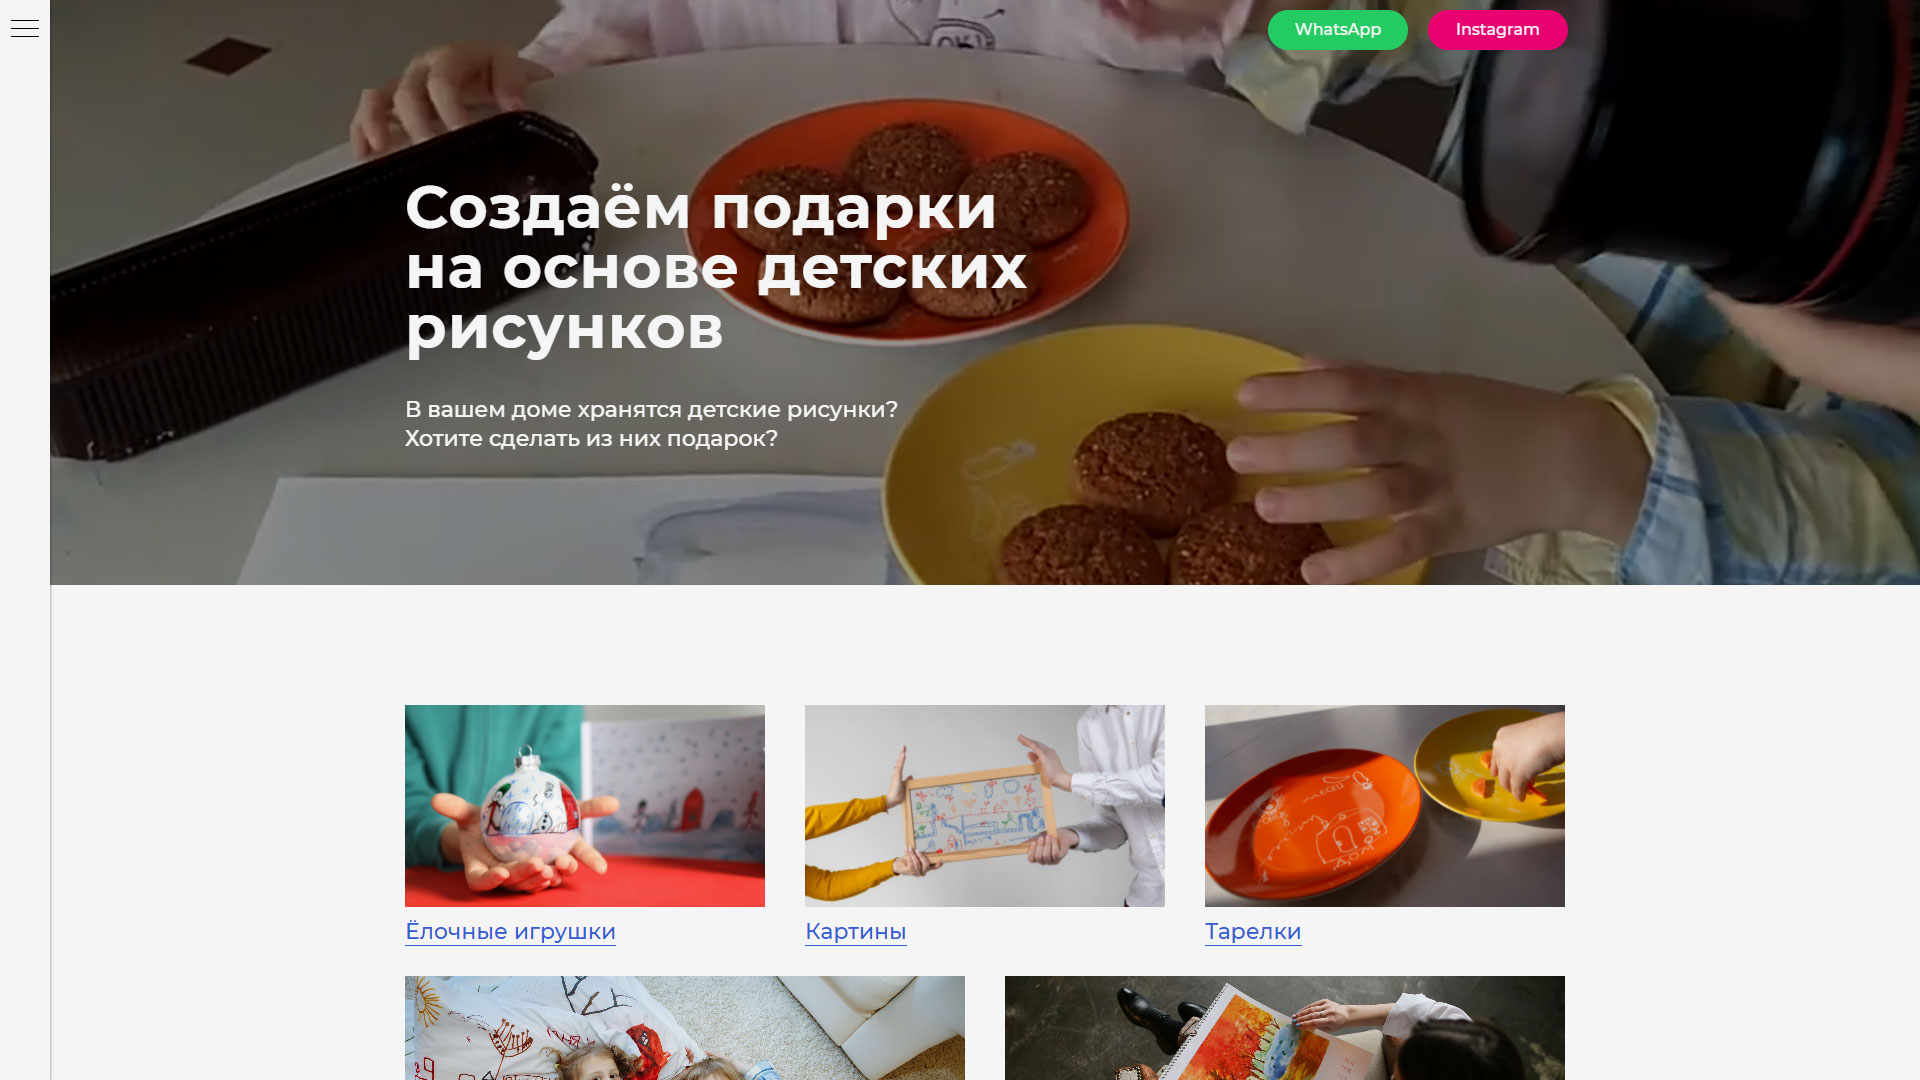 WhatsApp
Instagram
Создаём подарки
на основе детских
рисунков
В вашем доме хранятся детские рисунки?
Хотите сделать из них подарок?
Ёлочные игрушки
Картины
Тарелки